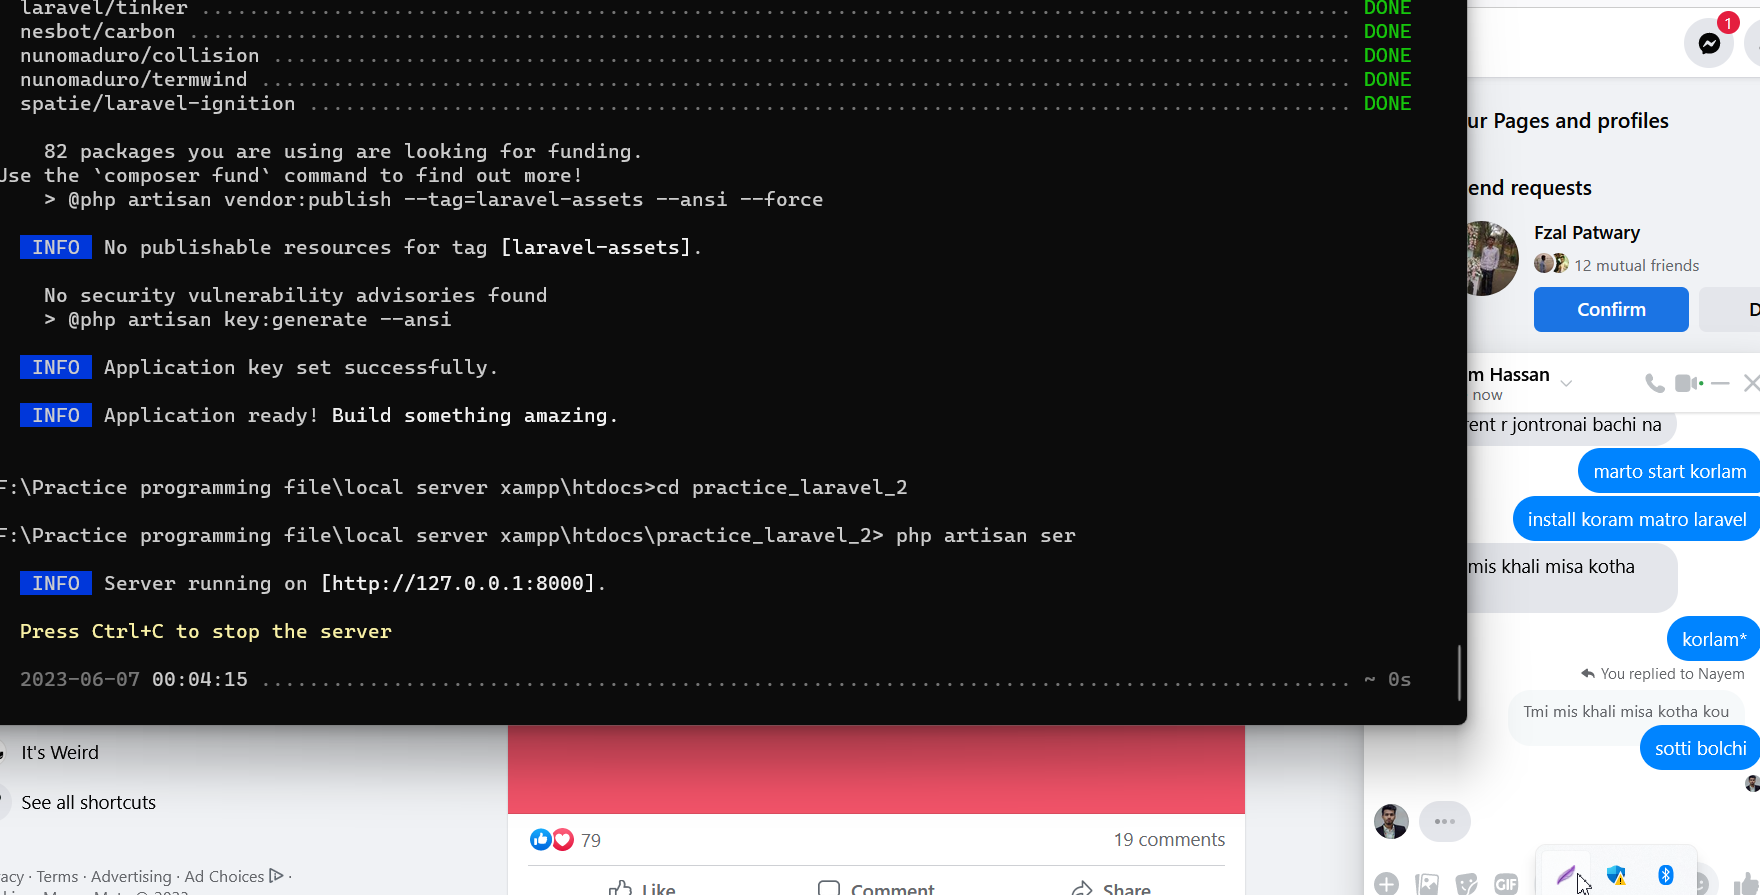 laravel/tinker ................................................................................................ DONE
nesbot/carbon ................................................................................................. DONE
nunomaduro/collision .......................................................................................... DONE
nunomaduro/termwind ........................................................................................... DONE
spatie/laravel-ignition ....................................................................................... DONE
82 packages you are using are looking for funding.
Use the `composer fund` command to find out more!
> @php artisan vendor:publish --tag=laravel-assets --ansi --force
INFO No publishable resources for tag [laravel-assets].
No security vulnerability advisories found
> @php artisan key:generate --ansi
INFO Application key set successfully.
INFO Application ready! Build something amazing.
F:\Practice programming file\local server xampp\htdocs>cd practice_laravel_2
F:\Practice programming file\local server xampp\htdocs\practice_laravel_2> php artisan ser
INFO Server running on [http://127.0.0.1:8000].
Press Ctrl+C to stop the server
2023-06-07 00:04:15 ........................................................................................... ~ 0s
It's Weird
See all shortcuts
acy · Terms · Advertising · Ad Choices ·
79
19 comments
Like
Comment
Share
1
ur Pages and profiles
end requests
Fzal Patwary
12 mutual friends
Confirm
D
m Hassan
now
ent r jontronai bachi na
marto start korlam
install koram matro laravel
mis khali misa kotha
korlam*
You replied to Nayem
Tmi mis khali misa kotha kou
sotti bolchi
GIF